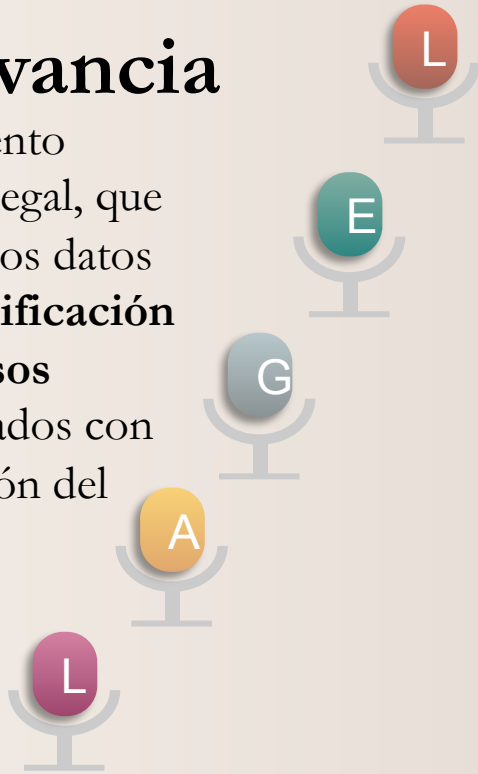 vancia
ento
egal, que
os datos
ificación
sos
ados con
ón del
L
E
G
A
L